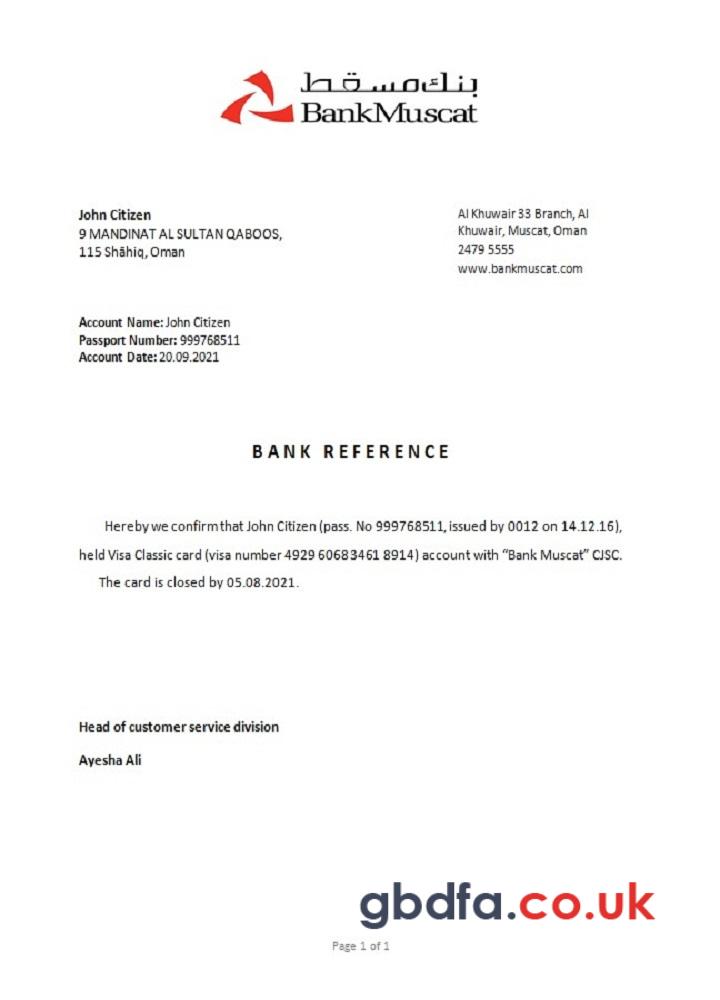 بنك مسقط
BankMuscat
John Citizen
9 MANDINAT AL SULTAN QABOOS,
115 Shāhiq, Oman
Al Khuwair 33 Branch, Al
Khuwair, Muscat, Oman
2479 5555
www.bankmuscat.com
Account Name: John Citizen
Passport Number: 999768511
Account Date: 20.09.2021
BANK REFERENCE
Hereby we confirm that John Citizen (pass. No 999768511, issued by 0012 on 14.12.16),
held Visa Classic card (visa number 4929 6068 3461 8914) account with “Bank Muscat” CJSC.
The card is closed by 05.08.2021.
Head of customer service division
Ayesha Ali
gbdfa.co.uk
Page 1 of 1